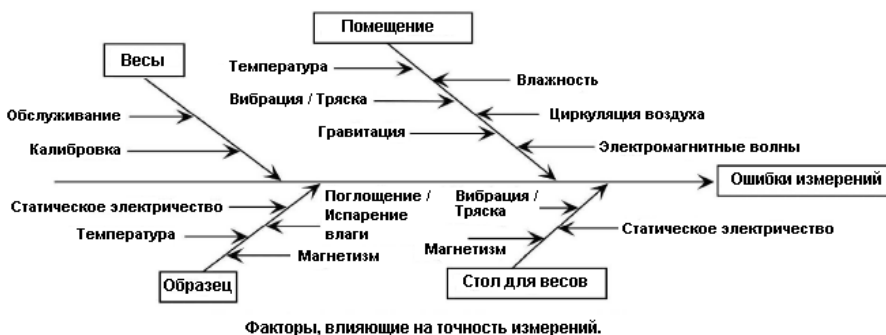 Помещение
Весы
Температура
Влажность
Вибрация / Тряска
Обслуживание
Циркуляция воздуха
Гравитация
Калибровка
Электромагнитные волны
Ошибки измерений
Статическое электричество
Поглощение /
Испарение
влаги
Вибрация /
Тряска
Температура
Статическое электричество
Магнетизм
Магнетизм
Образец
Стол для весов
Факторы, влияющие на точность измерений.